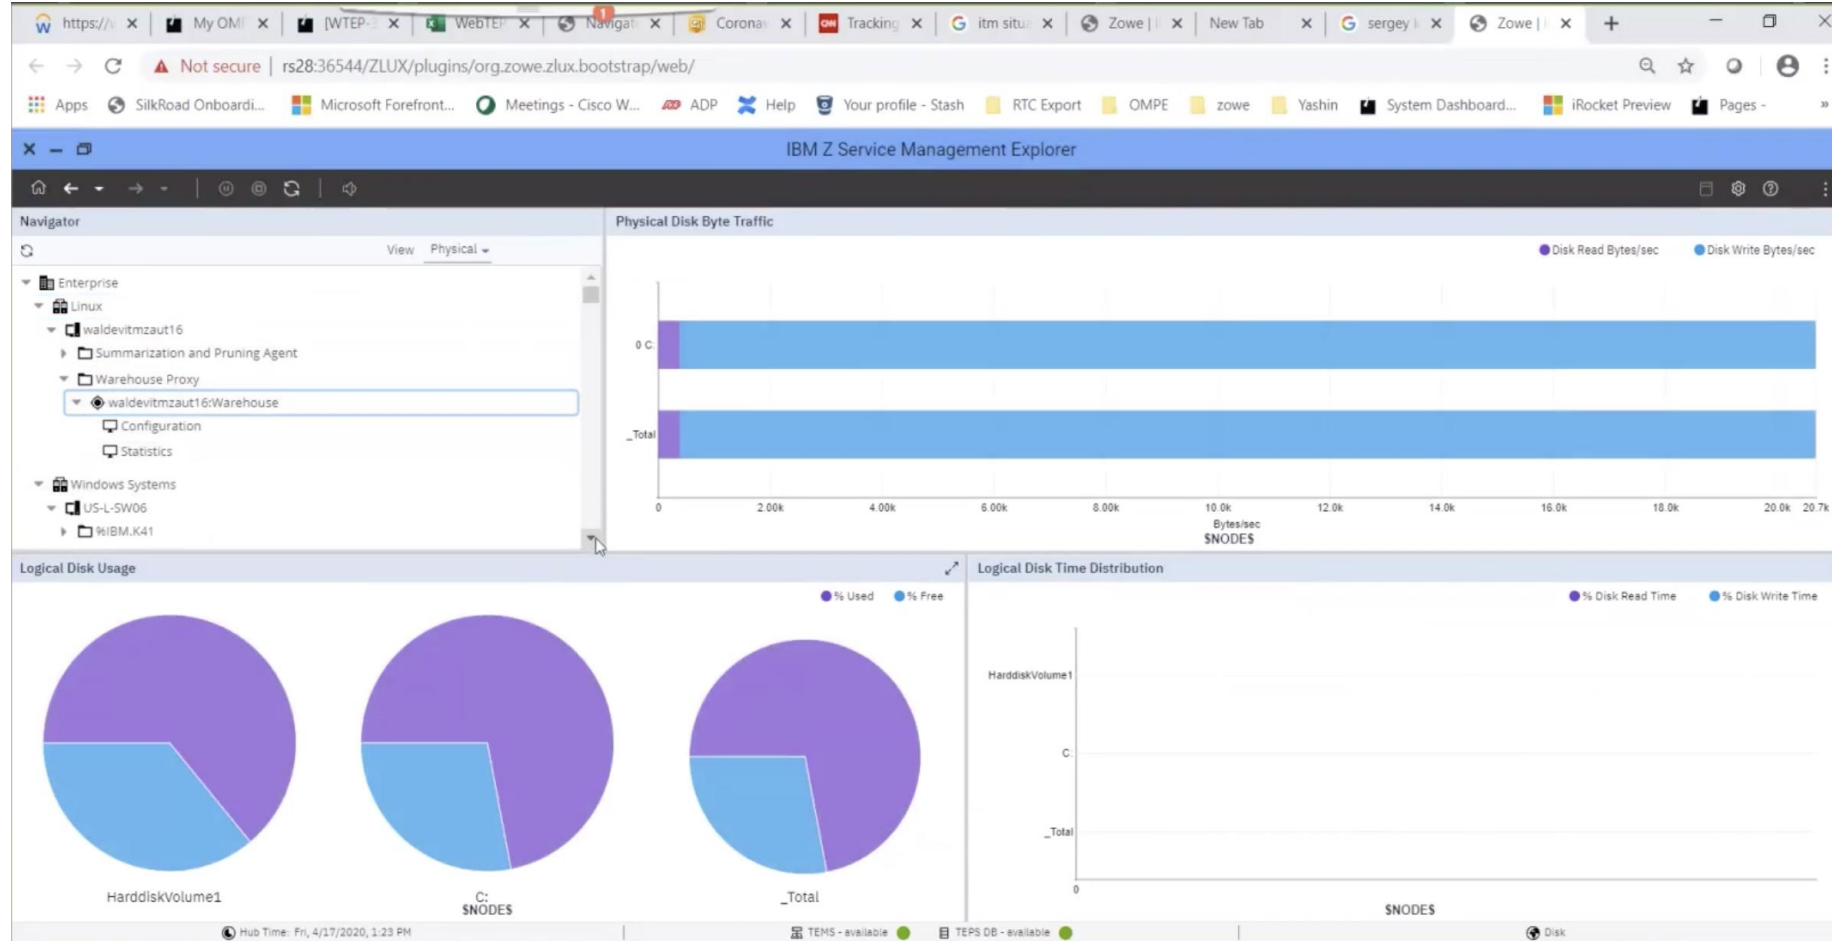 https:// My OM [WTEP- WebTEP Navigat 1 Corona CNN Tracking itm situ Zowe | New Tab sergey Zowe |
Not secure | rs28:36544/ZLUX/plugins/org.zowe.zlux.bootstrap/web/
Apps SilkRoad Onboardi... Microsoft Forefront... Meetings - Cisco W... ADP Help Your profile - Stash RTC Export OMPE zowe Yashin System Dashboard... iRocket Preview Pages - »
IBM Z Service Management Explorer
Navigator
View Physical
Enterprise
Linux
waldevitmzaut16
Summarization and Pruning Agent
Warehouse Proxy
waldevitmzaut16:Warehouse
Configuration
Statistics
Windows Systems
US-L-SW06
%IBM.K41
Physical Disk Byte Traffic
Disk Read Bytes/sec Disk Write Bytes/sec
0 C:
_Total
0 2.00k 4.00k 6.00k 8.00k 10.0k 12.0k 14.0k 16.0k 18.0k 20.0k 20.7k
Bytes/sec
$NODE$
Logical Disk Usage
% Used % Free
HarddiskVolume1 C: _Total
$NODE$
Logical Disk Time Distribution
% Disk Read Time % Disk Write Time
HarddiskVolume1
C:
_Total
0
$NODE$
Hub Time: Fri, 4/17/2020, 1:23 PM TEMS - available TEPS DB - available Disk